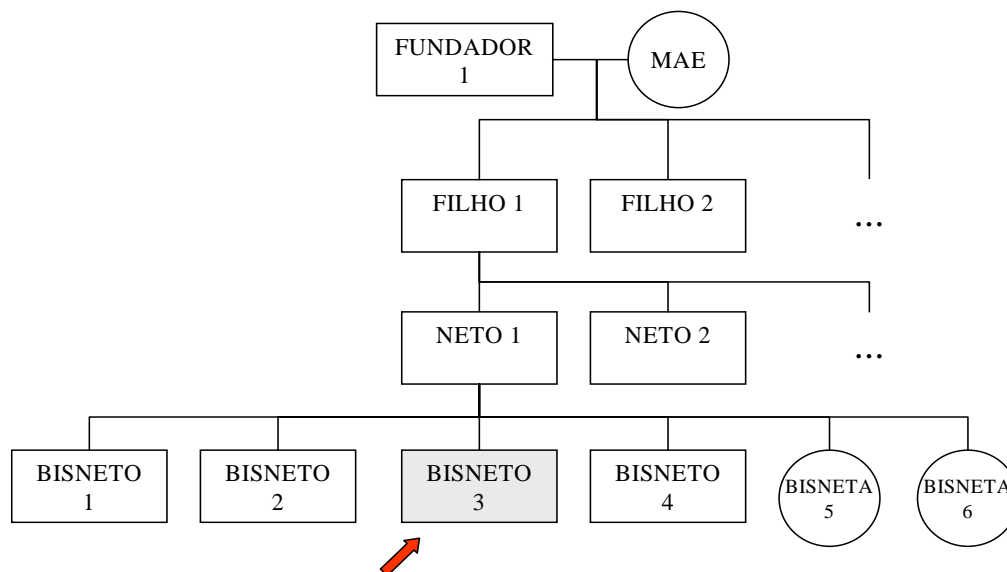 FUNDADOR
1
MAE
FILHO 1
FILHO 2
...
NETO 1
NETO 2
...
BISNETO
1
BISNETO
2
BISNETO
3
BISNETO
4
BISNETA
5
BISNETA
6